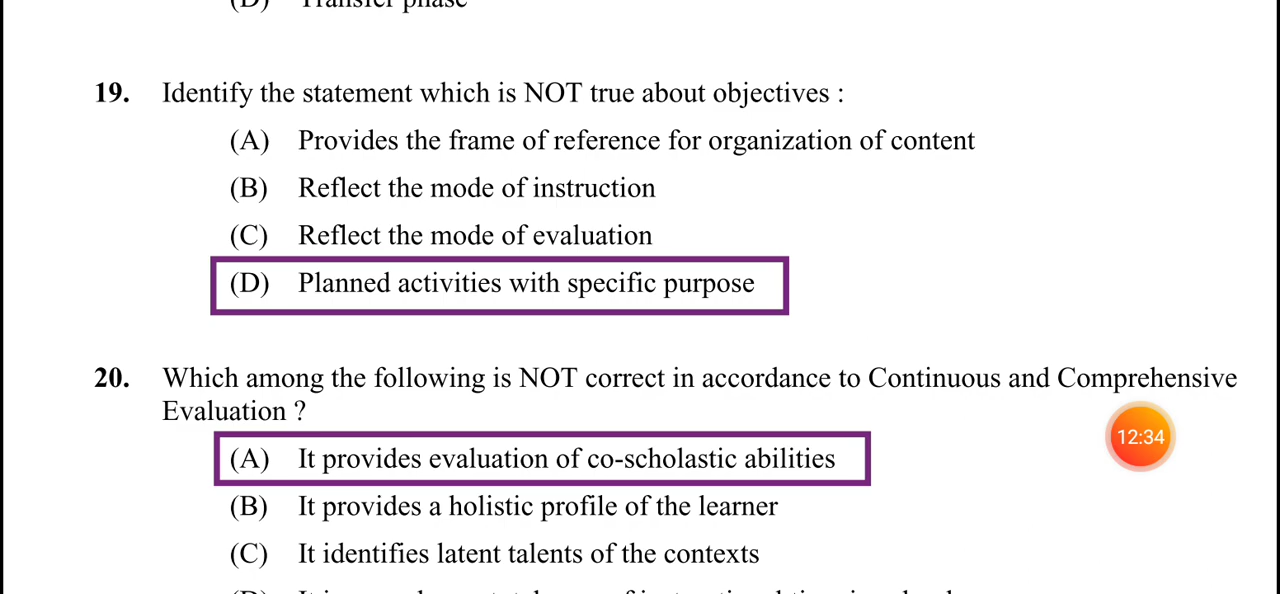 19. Identify the statement which is NOT true about objectives :
(A) Provides the frame of reference for organization of content
(B) Reflect the mode of instruction
(C) Reflect the mode of evaluation
(D) Planned activities with specific purpose
20. Which among the following is NOT correct in accordance to Continuous and Comprehensive
Evaluation ?
12:34
(A) It provides evaluation of co-scholastic abilities
(B) It provides a holistic profile of the learner
(C) It identifies latent talents of the contexts